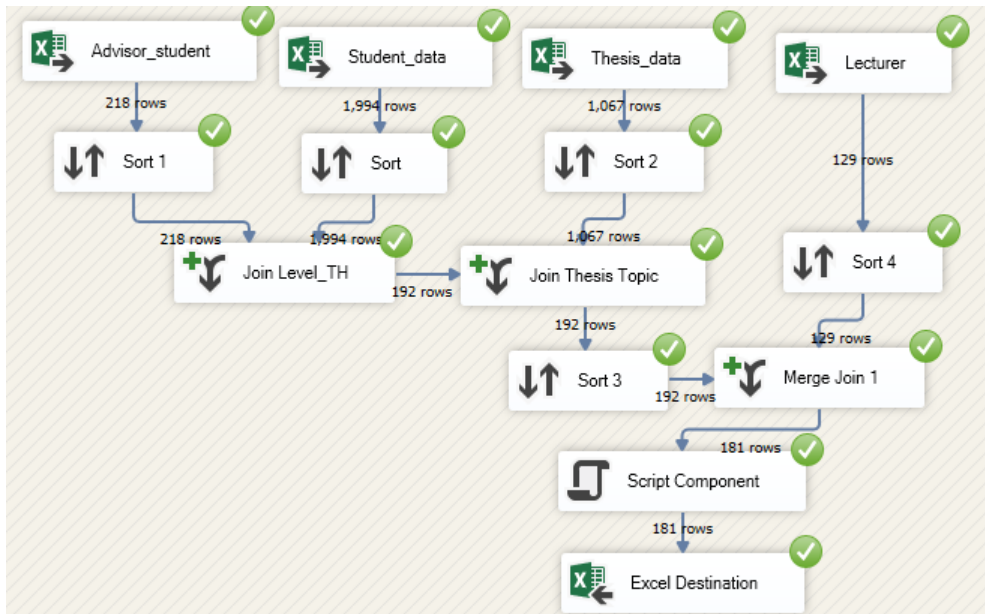 Advisor_student
Student_data
Thesis_data
Lecturer
218 rows
1,994 rows
1,067 rows
129 rows
Sort 1
Sort
Sort 2
218 rows
1,994 rows
1,067 rows
Sort 4
Join Level_TH
192 rows
Join Thesis Topic
192 rows
129 rows
Sort 3
192 rows
Merge Join 1
181 rows
Script Component
181 rows
Excel Destination